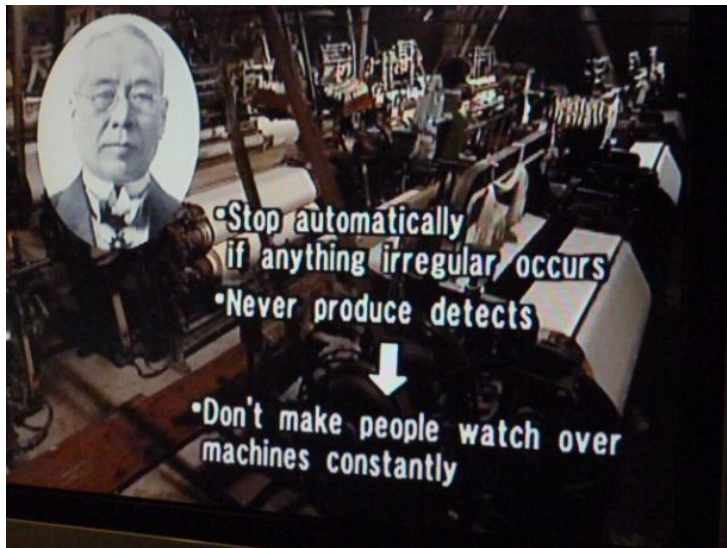 •Stop automatically
if anything irregular occurs
•Never produce detects
•Don't make people watch over
machines constantly